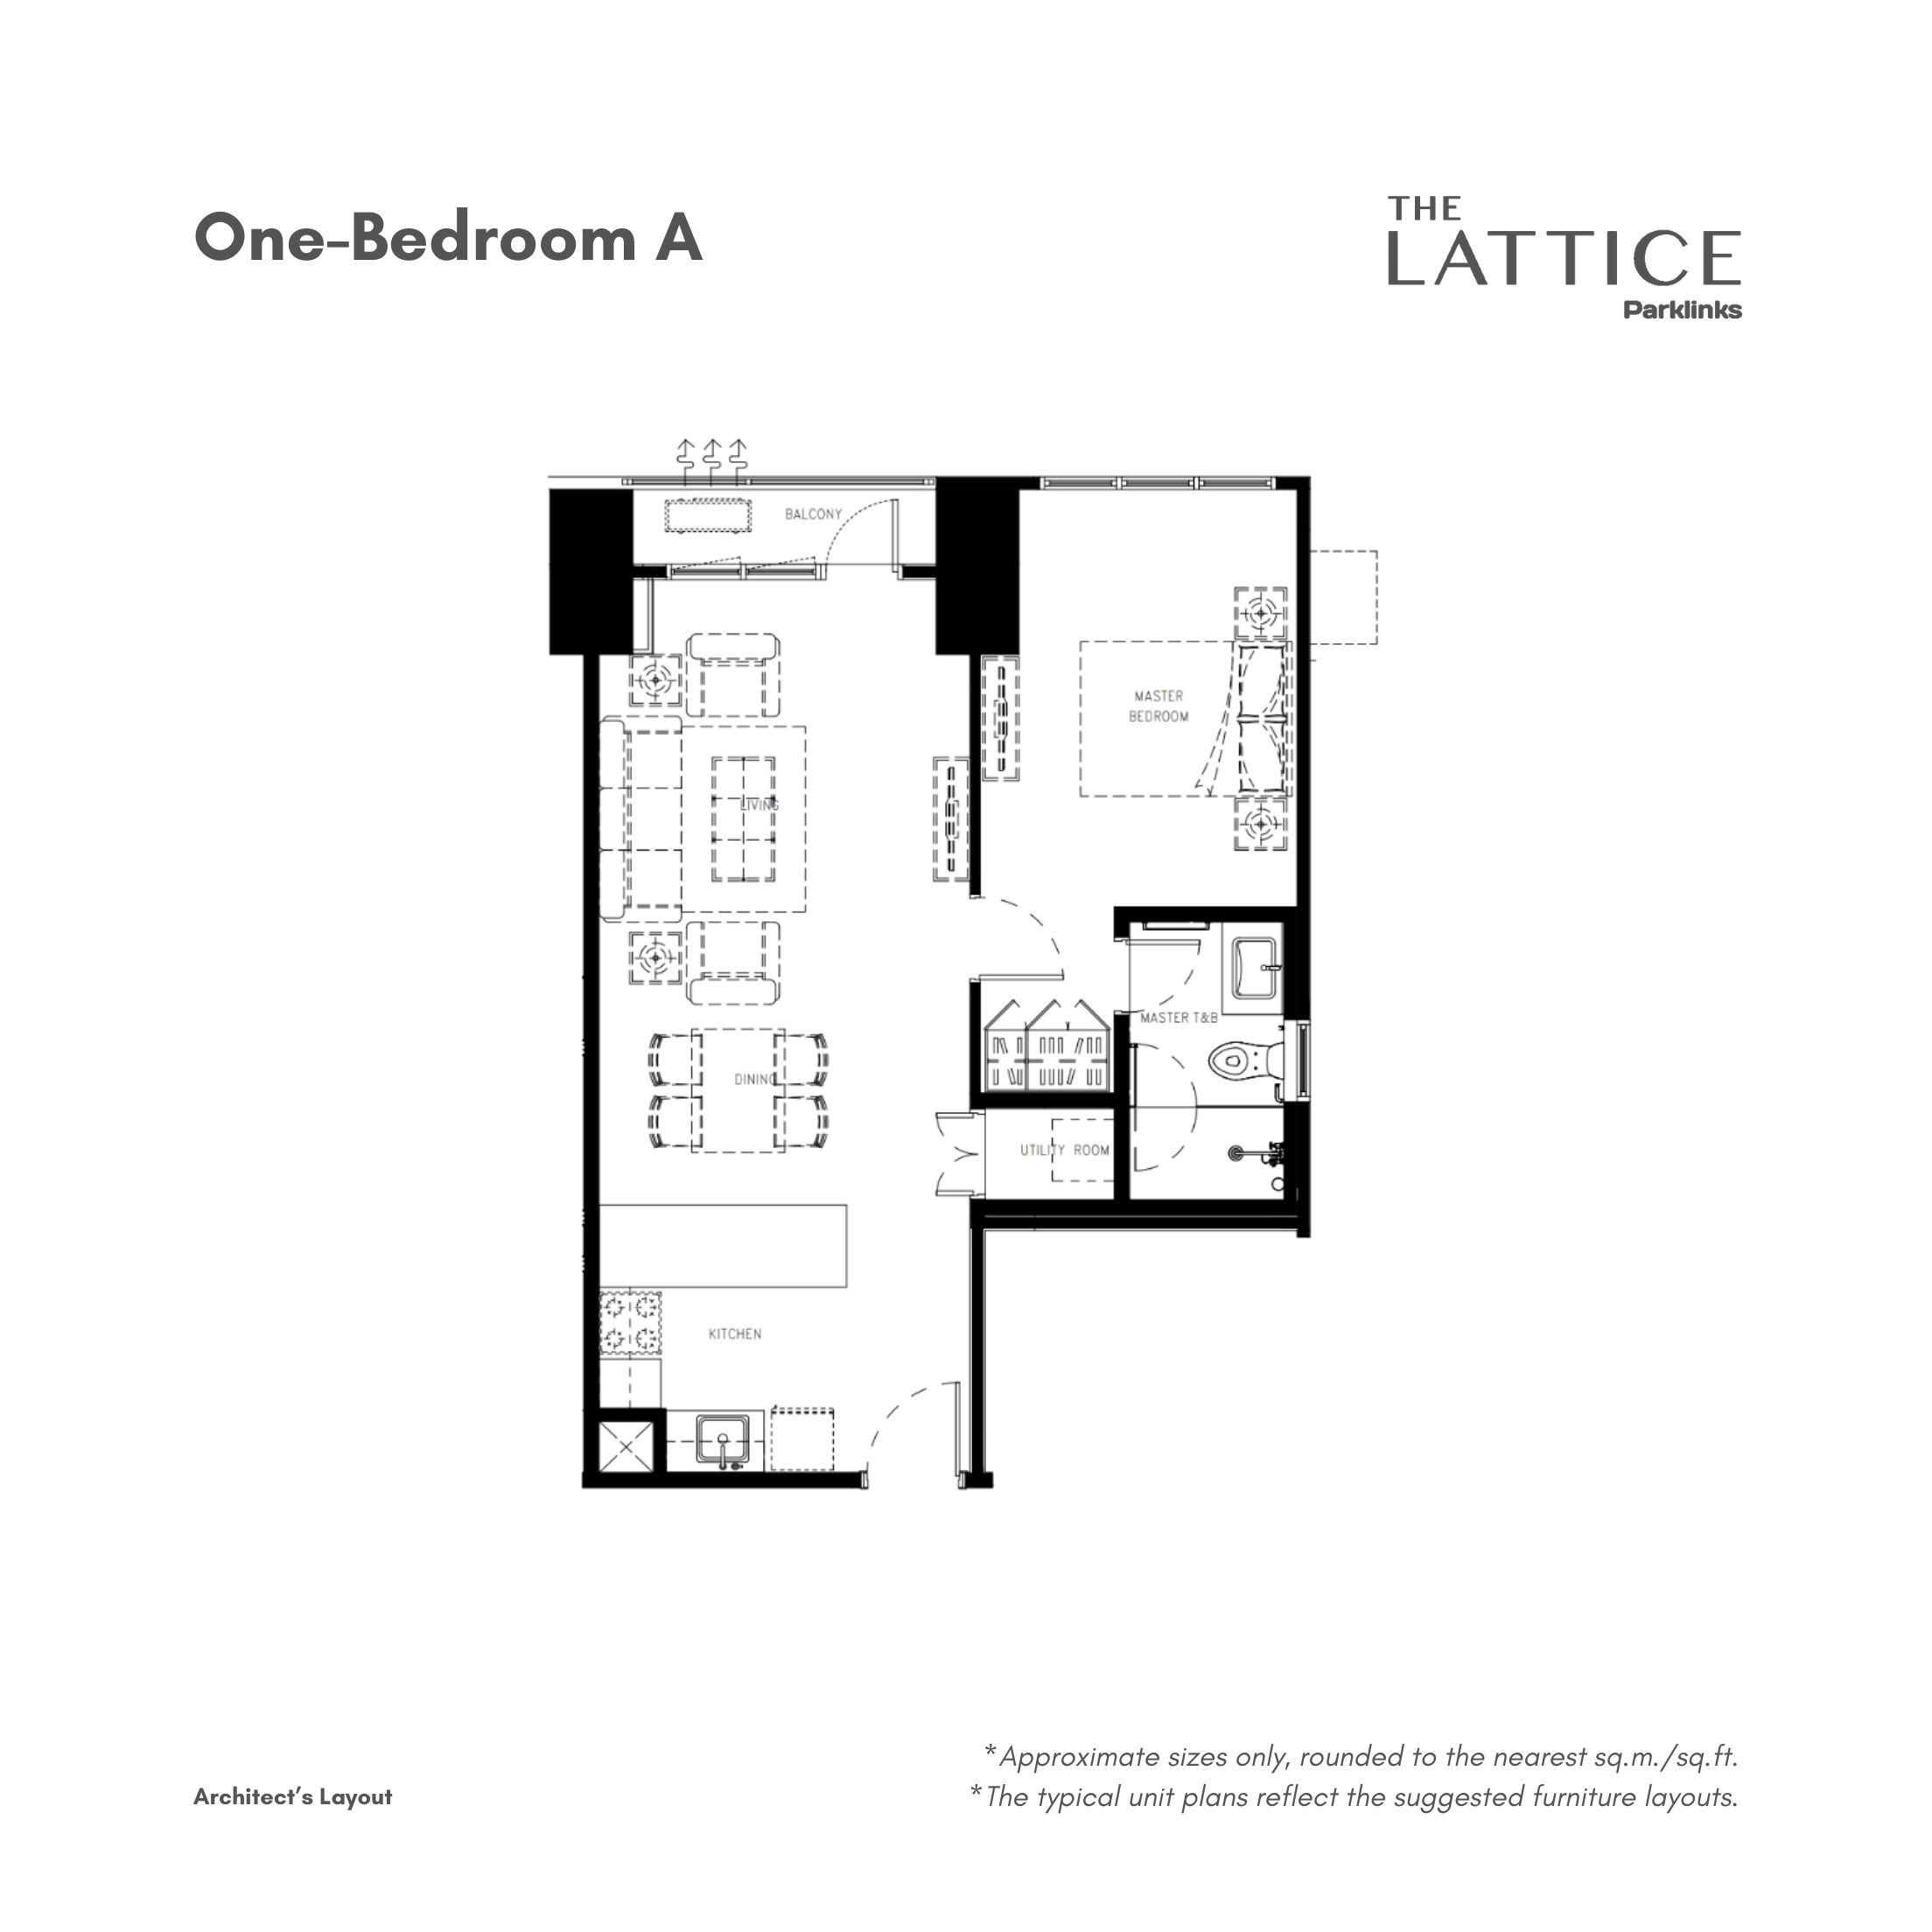 One-Bedroom A
THE
LATTICE
Parklinks
BALCONY
MASTER
BEDROOM
LIVING
MASTER T&B
DINING
UTILITY ROOM
KITCHEN
*Approximate sizes only, rounded to the nearest sq.m./sq.ft.
Architect’s Layout
*The typical unit plans reflect the suggested furniture layouts.